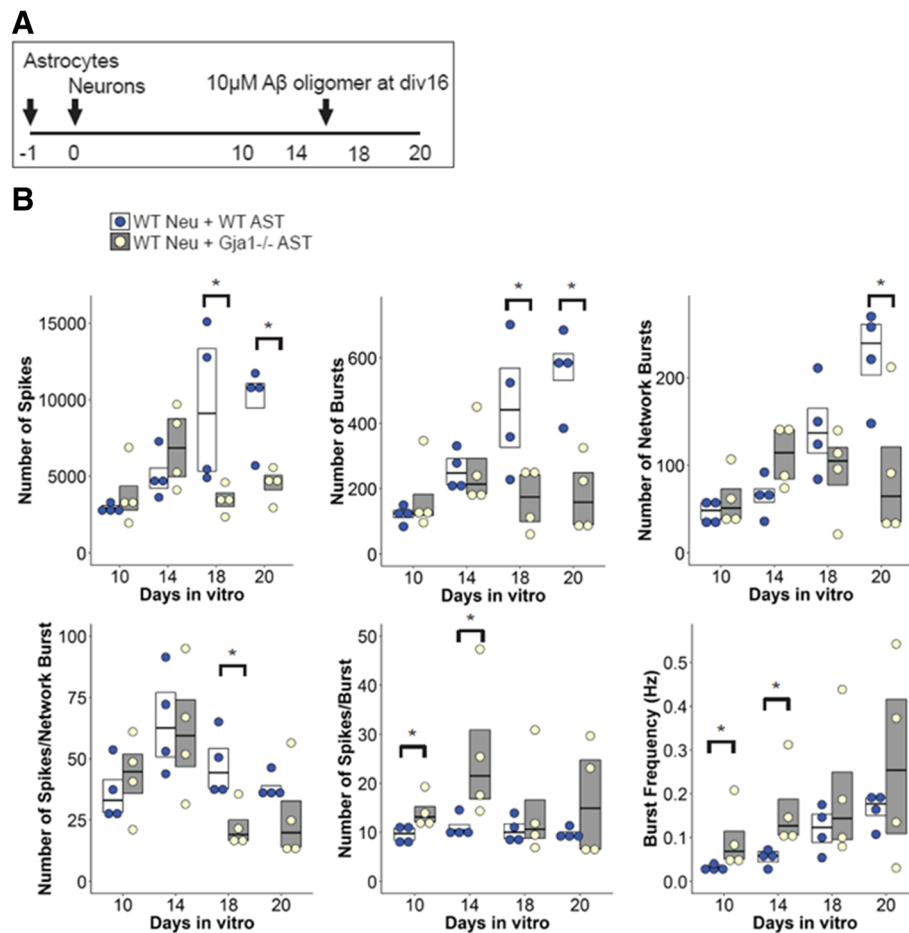 A
Astrocytes
Neurons
10µM Aβ oligomer at div16
-1 0 10 14 18 20
B
WT Neu + WT AST
WT Neu + Gja1-/- AST
Number of Spikes
15000
10000
5000
0
* *
10 14 18 20
Days in vitro
Number of Bursts
600
400
200
0
* *
10 14 18 20
Days in vitro
Number of Network Bursts
200
100
0
*
10 14 18 20
Days in vitro
Number of Spikes/Network Burst
100
75
50
25
0
*
10 14 18 20
Days in vitro
Number of Spikes/Burst
50
40
30
20
10
0
* *
10 14 18 20
Days in vitro
Burst Frequency (Hz)
0.5
0.4
0.3
0.2
0.1
0.0
* *
10 14 18 20
Days in vitro